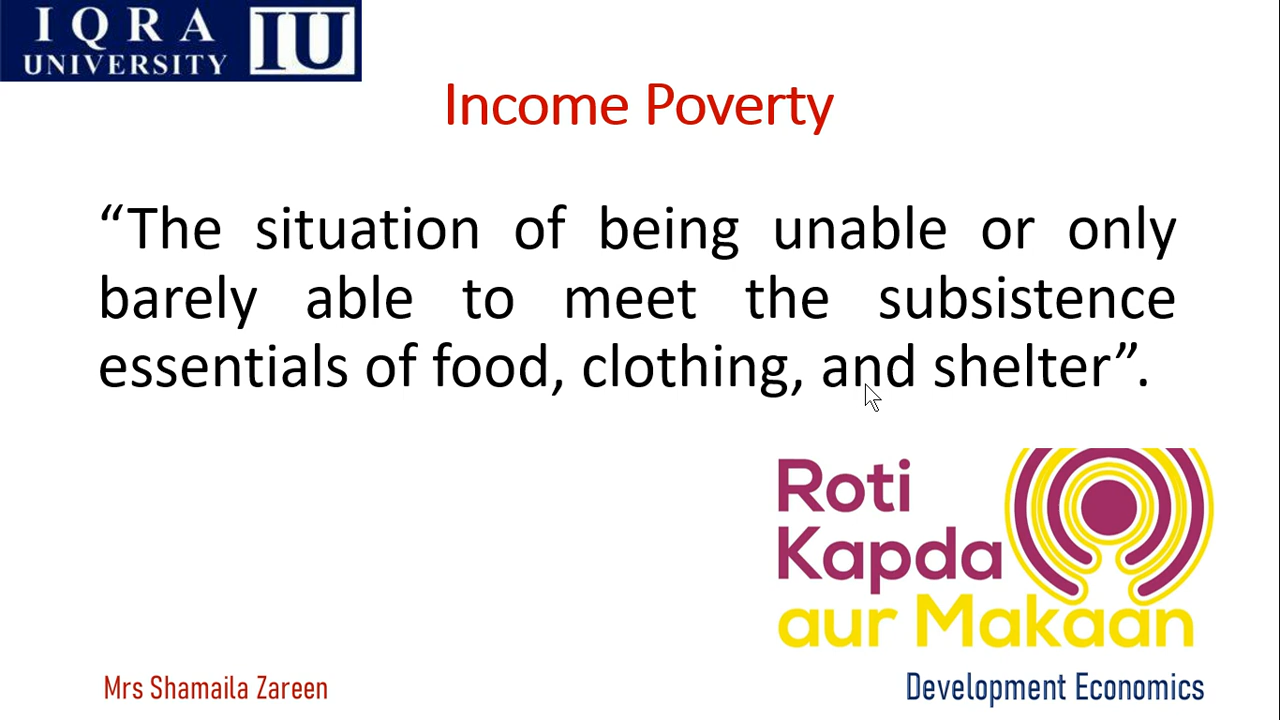 IQRA
UNIVERSITY
IU
Income Poverty
“The situation of being unable or only
barely able to meet the subsistence
essentials of food, clothing, and shelter”.
Roti
Kapda
aur Makaan
Mrs Shamaila Zareen
Development Economics